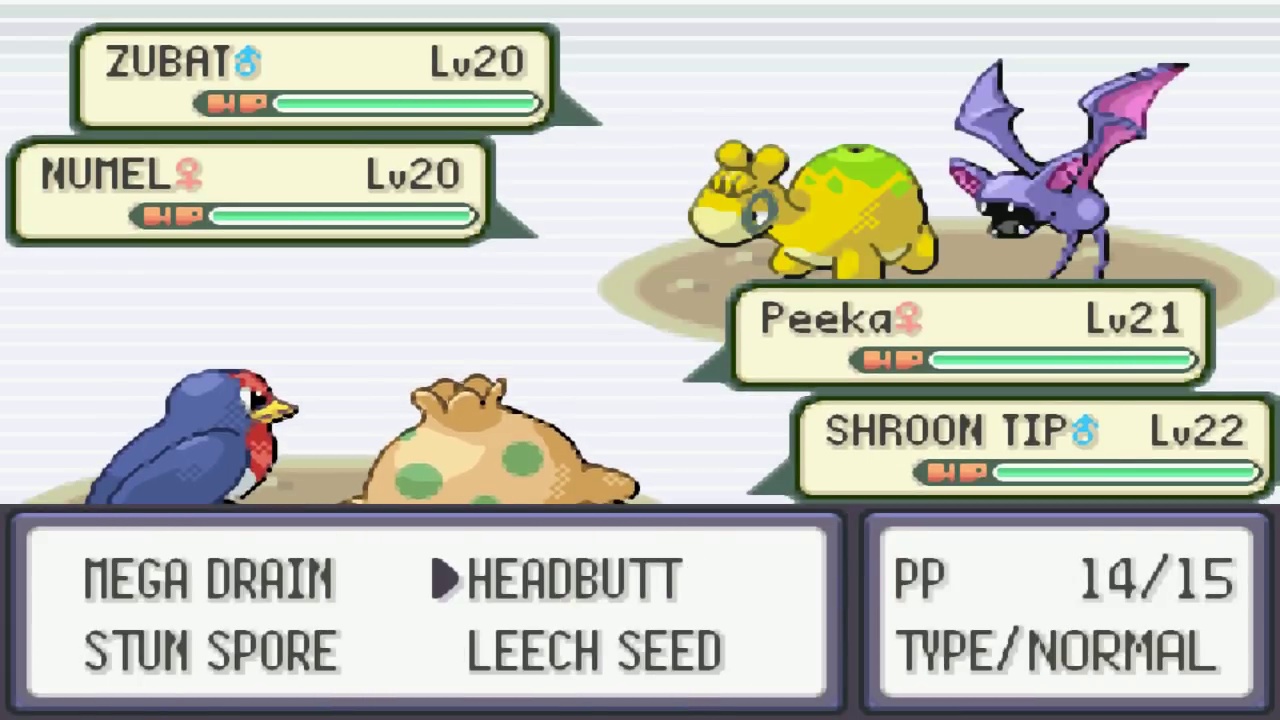 ZUBAT♂ Lv20
HP
NUMEL♀ Lv20
HP
Peeka♀ Lv21
HP
SHROON TIP♂ Lv22
HP
MEGA DRAIN ▶HEADBUTT
STUN SPORE LEECH SEED
PP 14/15
TYPE/NORMAL